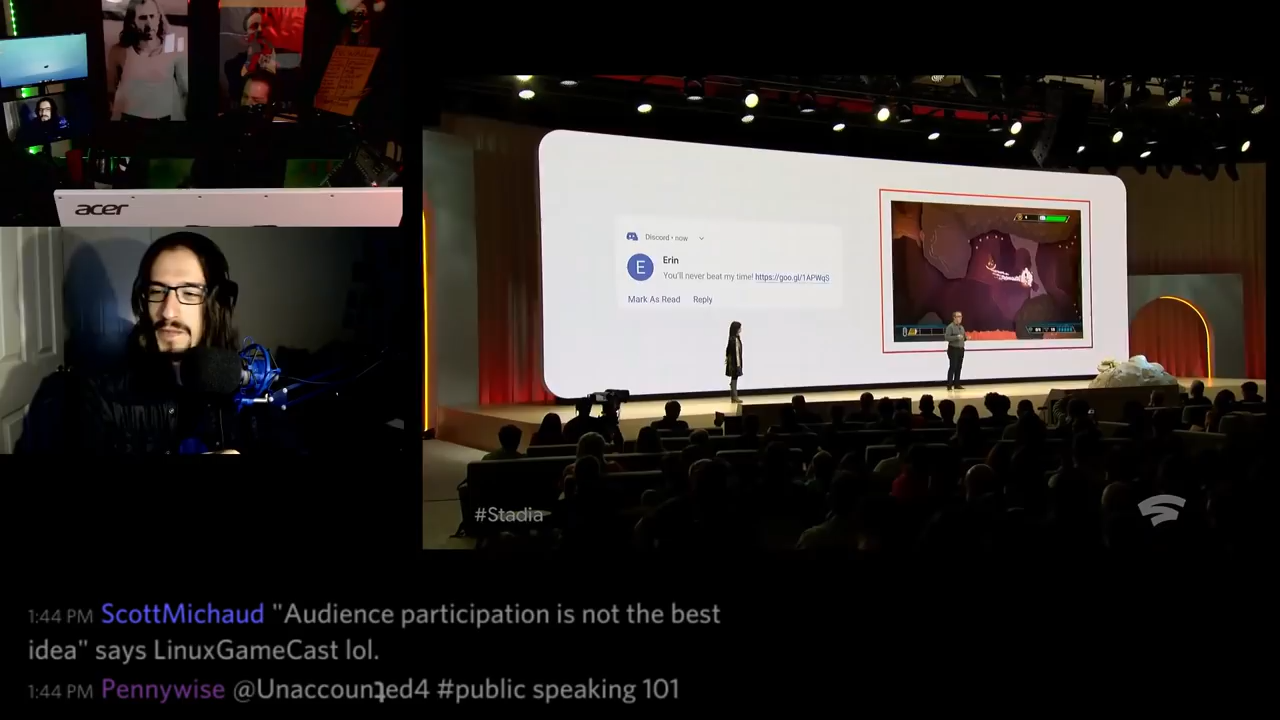 acer
Discord • now
E
Erin
You'll never beat my time! https://goo.gl/1APWqS
Mark As Read Reply
#Stadia
1:44 PM ScottMichaud "Audience participation is not the best
idea" says LinuxGameCast lol.
1:44 PM Pennywise @Unaccounted4 #public speaking 101